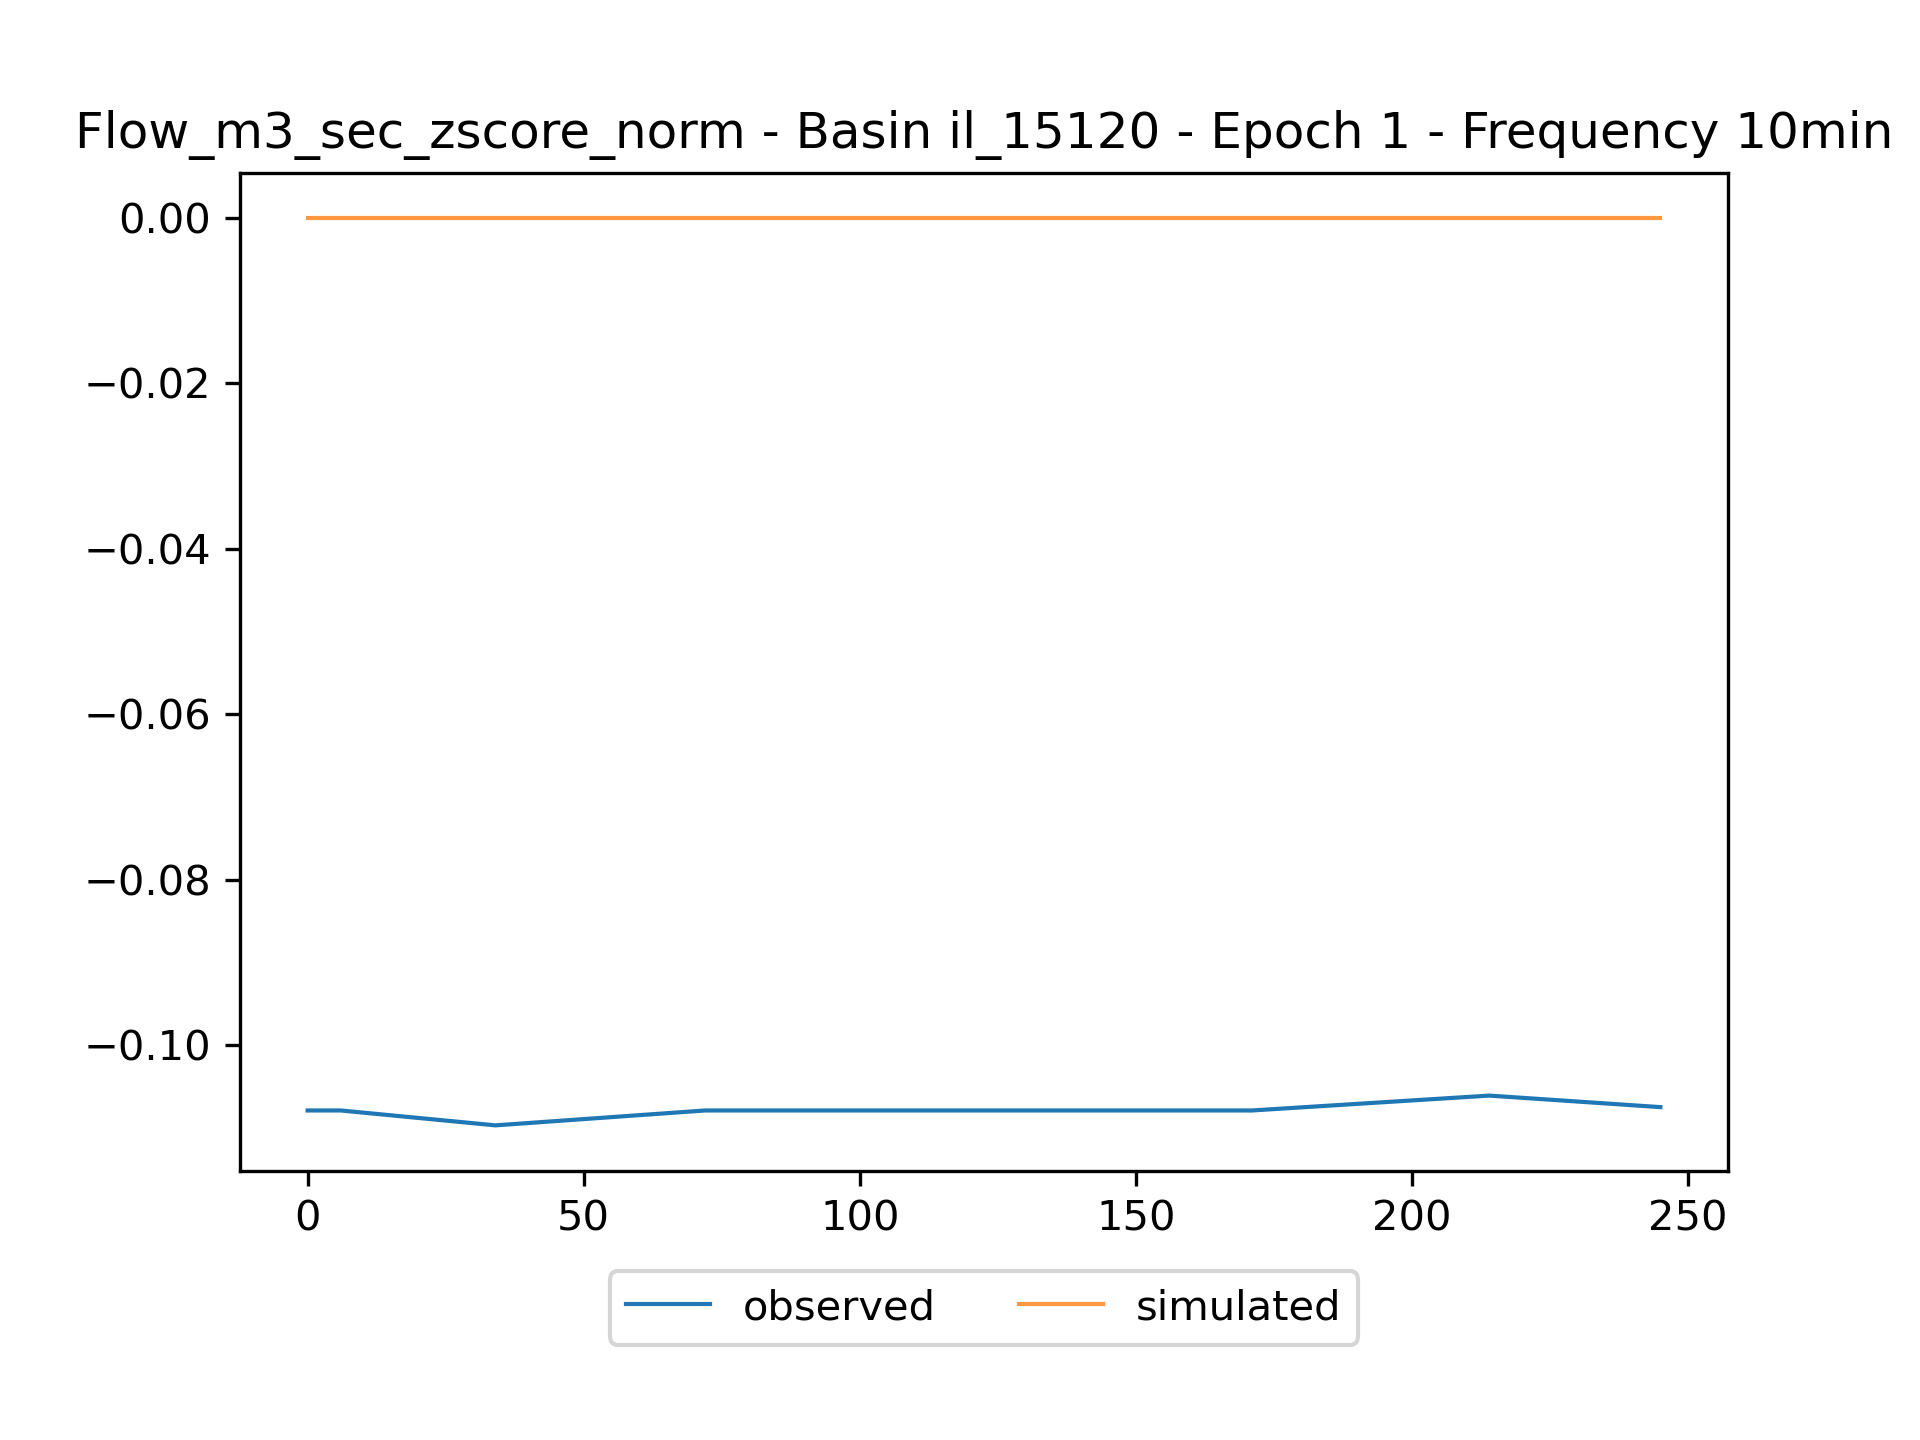 Flow_m3_sec_zscore_norm - Basin il_15120 - Epoch 1 - Frequency 10min
0.00
−0.02
−0.04
−0.06
−0.08
−0.10
0 50 100 150 200 250
observed simulated